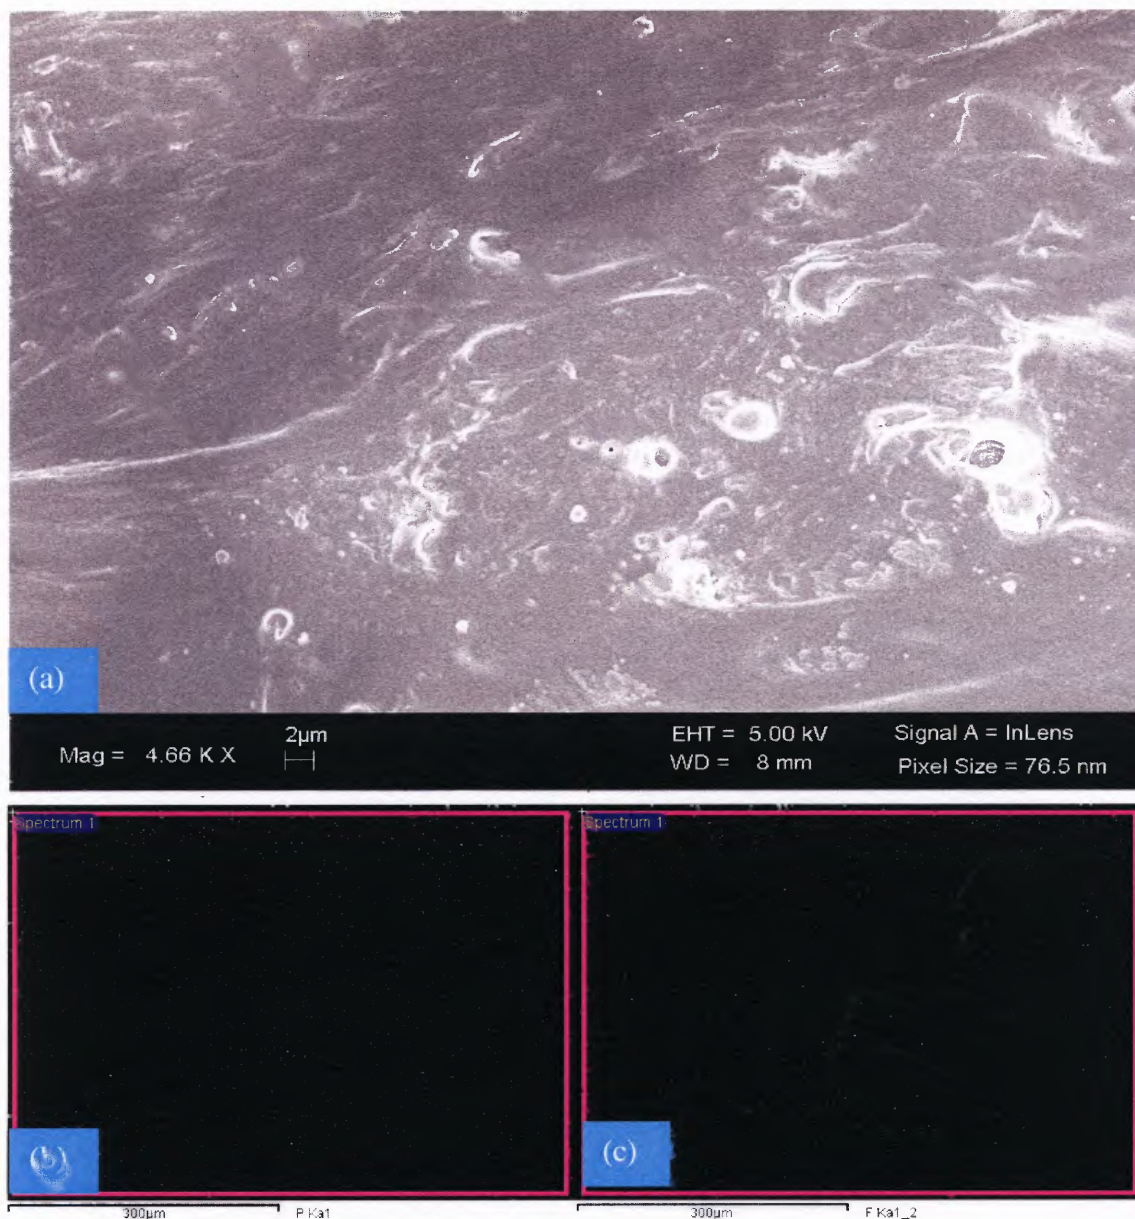 (a)
Mag = 4.66 K X
2µm
EHT = 5.00 kV
WD = 8 mm
Signal A = InLens
Pixel Size = 76.5 nm
Spectrum 1
Spectrum 1
(b)
(c)
300µm
P Ka1
300µm
F Ka1_2